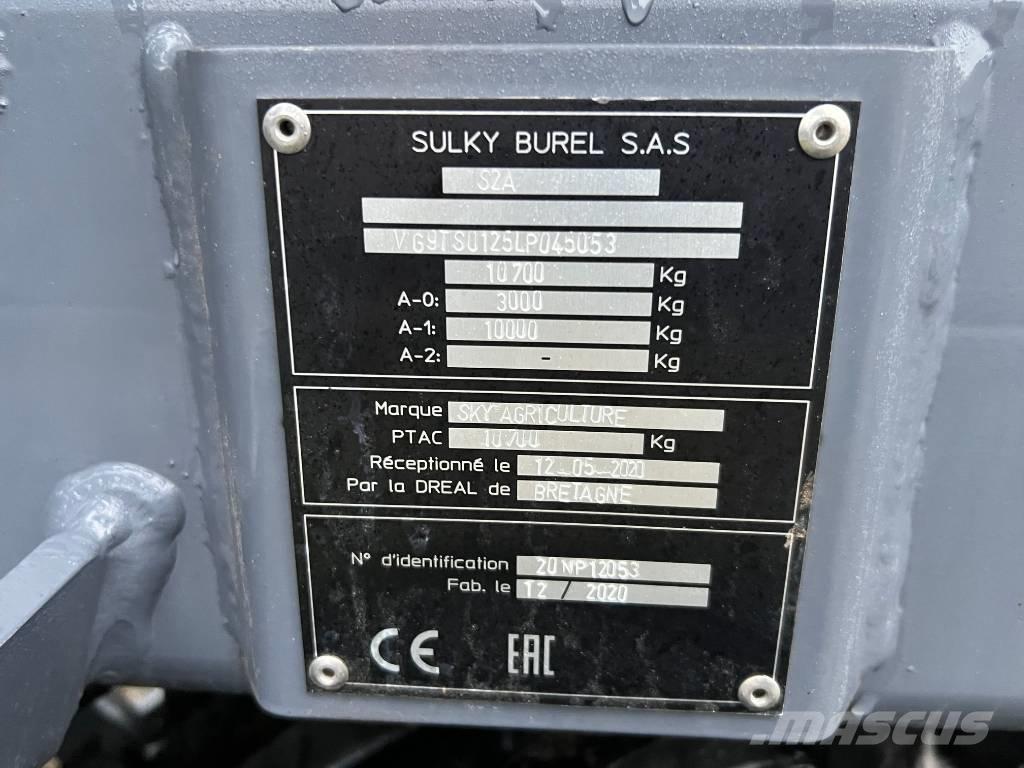 SULKY BUREL S.A.S
S2A
VG9TSU125LP045053
10700 Kg
A-0: 3000 Kg
A-1: 10000 Kg
A-2: - Kg
Marque SKY AGRICULTURE
PTAC 10700 Kg
Réceptionné le 12-05-2020
Par la DREAL de BRETAGNE
N° d'identification 20NP12053
Fab. le 12 / 2020
CE EAC
MASCUS